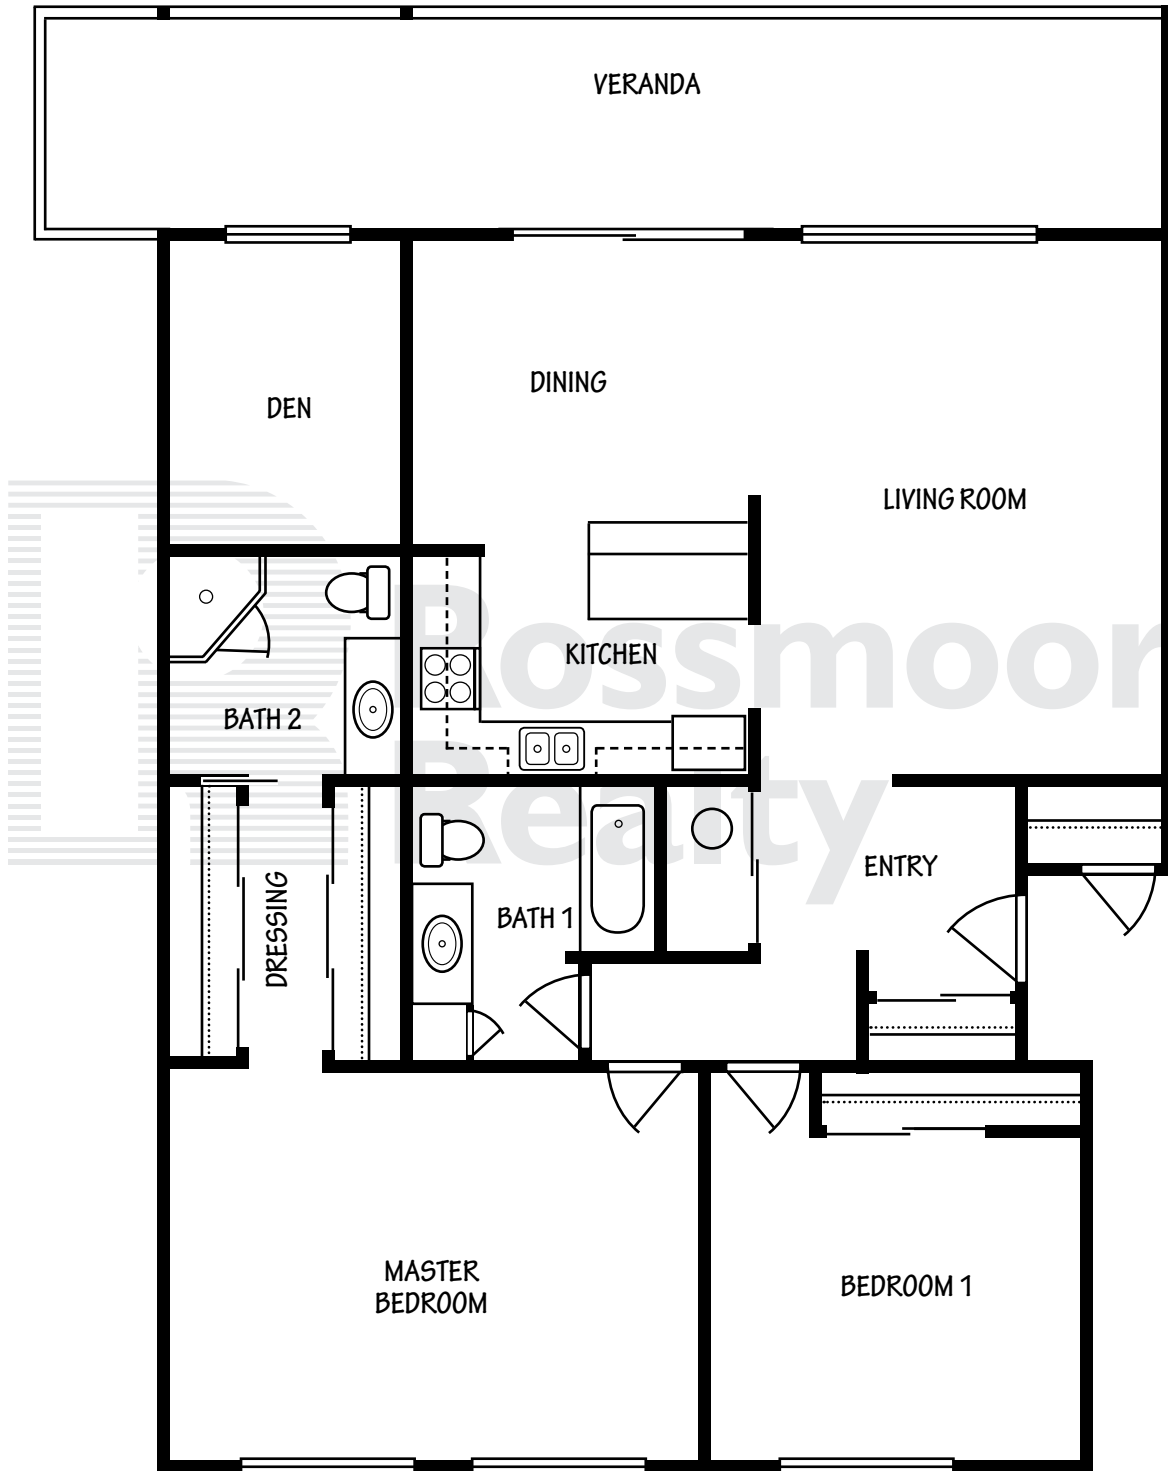 VERANDA
DINING
DEN
LIVING ROOM
Rossmoor
Realty
KITCHEN
BATH 2
ENTRY
DRESSING
BATH 1
MASTER
BEDROOM
BEDROOM 1